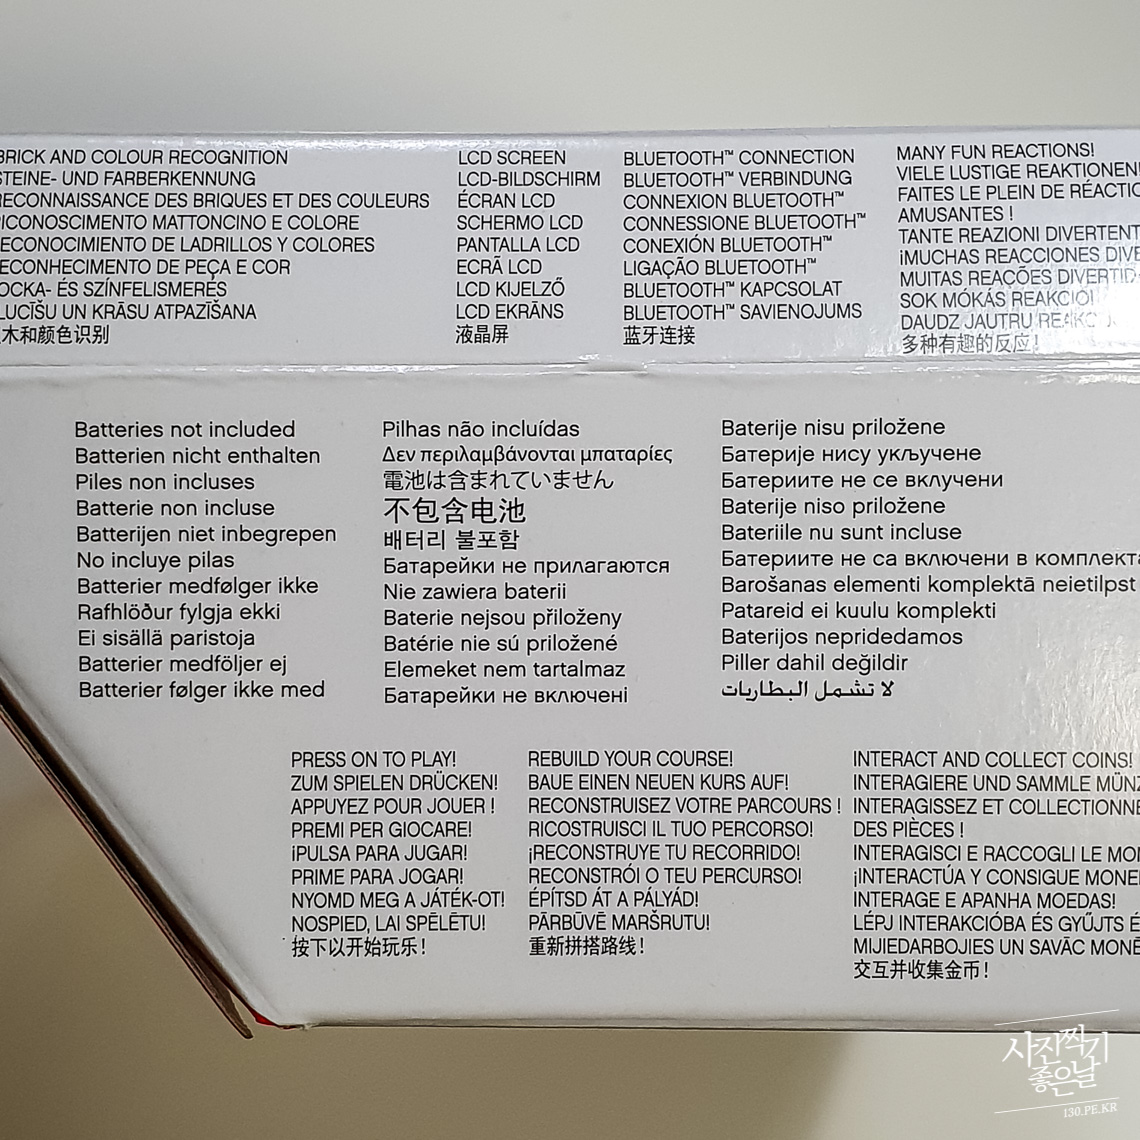 BRICK AND COLOUR RECOGNITION
STEINE- UND FARBERKENNUNG
RECONNAISSANCE DES BRIQUES ET DES COULEURS
RICONOSCIMENTO MATTONCINO E COLORE
RECONOCIMIENTO DE LADRILLOS Y COLORES
RECONHECIMENTO DE PEÇA E COR
KOCKA- ÉS SZÍNFELISMERÉS
UN KRĀSU ATPAZĪŠANA
木和颜色识别
LCD SCREEN
LCD-BILDSCHIRM
ÉCRAN LCD
SCHERMO LCD
PANTALLA LCD
ECRÃ LCD
LCD KIJELZŐ
LCD EKRĀNS
液晶屏
BLUETOOTH™ CONNECTION
BLUETOOTH™ VERBINDUNG
CONNEXION BLUETOOTH™
CONNESSIONE BLUETOOTH™
CONEXIÓN BLUETOOTH™
LIGAÇÃO BLUETOOTH™
BLUETOOTH™ KAPCSOLAT
BLUETOOTH™ SAVIENOJUMS
蓝牙连接
MANY FUN REACTIONS!
VIELE LUSTIGE REAKTIONEN!
FAITES LE PLEIN DE
AMUSANTES !
TANTE REAZIONI
¡MUCHAS REACCIONES
MUITAS REAÇÕES
SOK MÓKÁS REAKCIÓ!
DAUDZ JAUTRU
多种有趣的反应！
Batteries not included
Batterien nicht enthalten
Piles non incluses
Batterie non incluse
Batterijen niet inbegrepen
No incluye pilas
Batterier medfølger ikke
Rafhlöður fylgja ekki
Ei sisällä paristoja
Batterier medföljer ej
Batterier følger ikke med
Pilhas não incluídas
Δεν περιλαμβάνονται μπαταρίες
電池は含まれていません
不包含电池
배터리 불포함
Батарейки не прилагаются
Nie zawiera baterii
Baterie nejsou přiloženy
Batérie nie sú priložené
Elemeket nem tartalmaz
Батарейки не включені
Baterije nisu priložene
Батерије нису укључене
Батериите не се вклучени
Baterije niso priložene
Bateriile nu sunt incluse
Батериите не са включени в
Barošanas elementi komplektā neietilpst
Patareid ei kuulu komplekti
Baterijos nepridedamos
Piller dahil değildir
لا تشمل البطاريات
PRESS ON TO PLAY!
ZUM SPIELEN DRÜCKEN!
APPUYEZ POUR JOUER !
PREMI PER GIOCARE!
¡PULSA PARA JUGAR!
PRIME PARA JOGAR!
NYOMD MEG A JÁTÉK-OT!
NOSPIED, LAI SPĒLĒTU!
按下以开始玩乐！
REBUILD YOUR COURSE!
BAUE EINEN NEUEN KURS AUF!
RECONSTRUISEZ VOTRE PARCOURS !
RICOSTRUISCI IL TUO PERCORSO!
¡RECONSTRUYE TU RECORRIDO!
RECONSTRÓI O TEU PERCURSO!
ÉPÍTSD ÁT A PÁLYÁD!
PĀRBŪVĒ MARŠRUTU!
重新拼搭路线！
INTERACT AND COLLECT COINS!
INTERAGIERE UND SAMMLE
INTERAGISSEZ ET
DES PIÈCES !
INTERAGISCI E RACCOGLI LE
¡INTERACTÚA Y CONSIGUE
INTERAGE E APANHA MOEDAS!
LÉPJ INTERAKCIÓBA ÉS GYŰJTS
MIJIEDARBOJIES UN SAVĀC
交互并收集金币！
사진찍기
좋은날
130.PE.KR